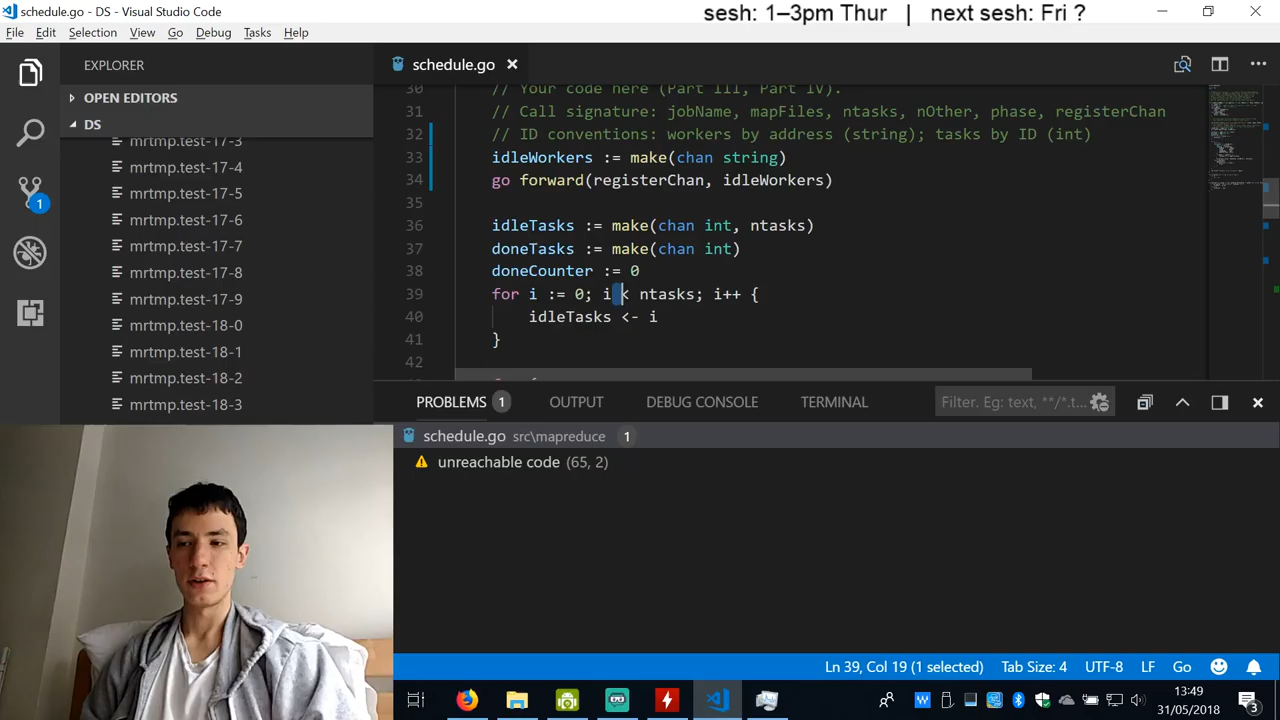 schedule.go - DS - Visual Studio Code
sesh: 1–3pm Thur | next sesh: Fri ?
File Edit Selection View Go Debug Tasks Help
EXPLORER
OPEN EDITORS
DS
mrtmp.test-17-3
mrtmp.test-17-4
mrtmp.test-17-5
mrtmp.test-17-6
mrtmp.test-17-7
mrtmp.test-17-8
mrtmp.test-17-9
mrtmp.test-18-0
mrtmp.test-18-1
mrtmp.test-18-2
mrtmp.test-18-3
1
schedule.go
30 // Your code here (Part III, Part IV).
31 // Call signature: jobName, mapFiles, ntasks, nOther, phase, registerChan
32 // ID conventions: workers by address (string); tasks by ID (int)
33 idleWorkers := make(chan string)
34 go forward(registerChan, idleWorkers)
35
36 idleTasks := make(chan int, ntasks)
37 doneTasks := make(chan int)
38 doneCounter := 0
39 for i := 0; i < ntasks; i++ {
40 idleTasks <- i
41 }
42
PROBLEMS 1 OUTPUT DEBUG CONSOLE TERMINAL Filter. Eg: text, **/*.t...
schedule.go src\mapreduce 1
unreachable code (65, 2)
Ln 39, Col 19 (1 selected) Tab Size: 4 UTF-8 LF Go
13:49
31/05/2018
3